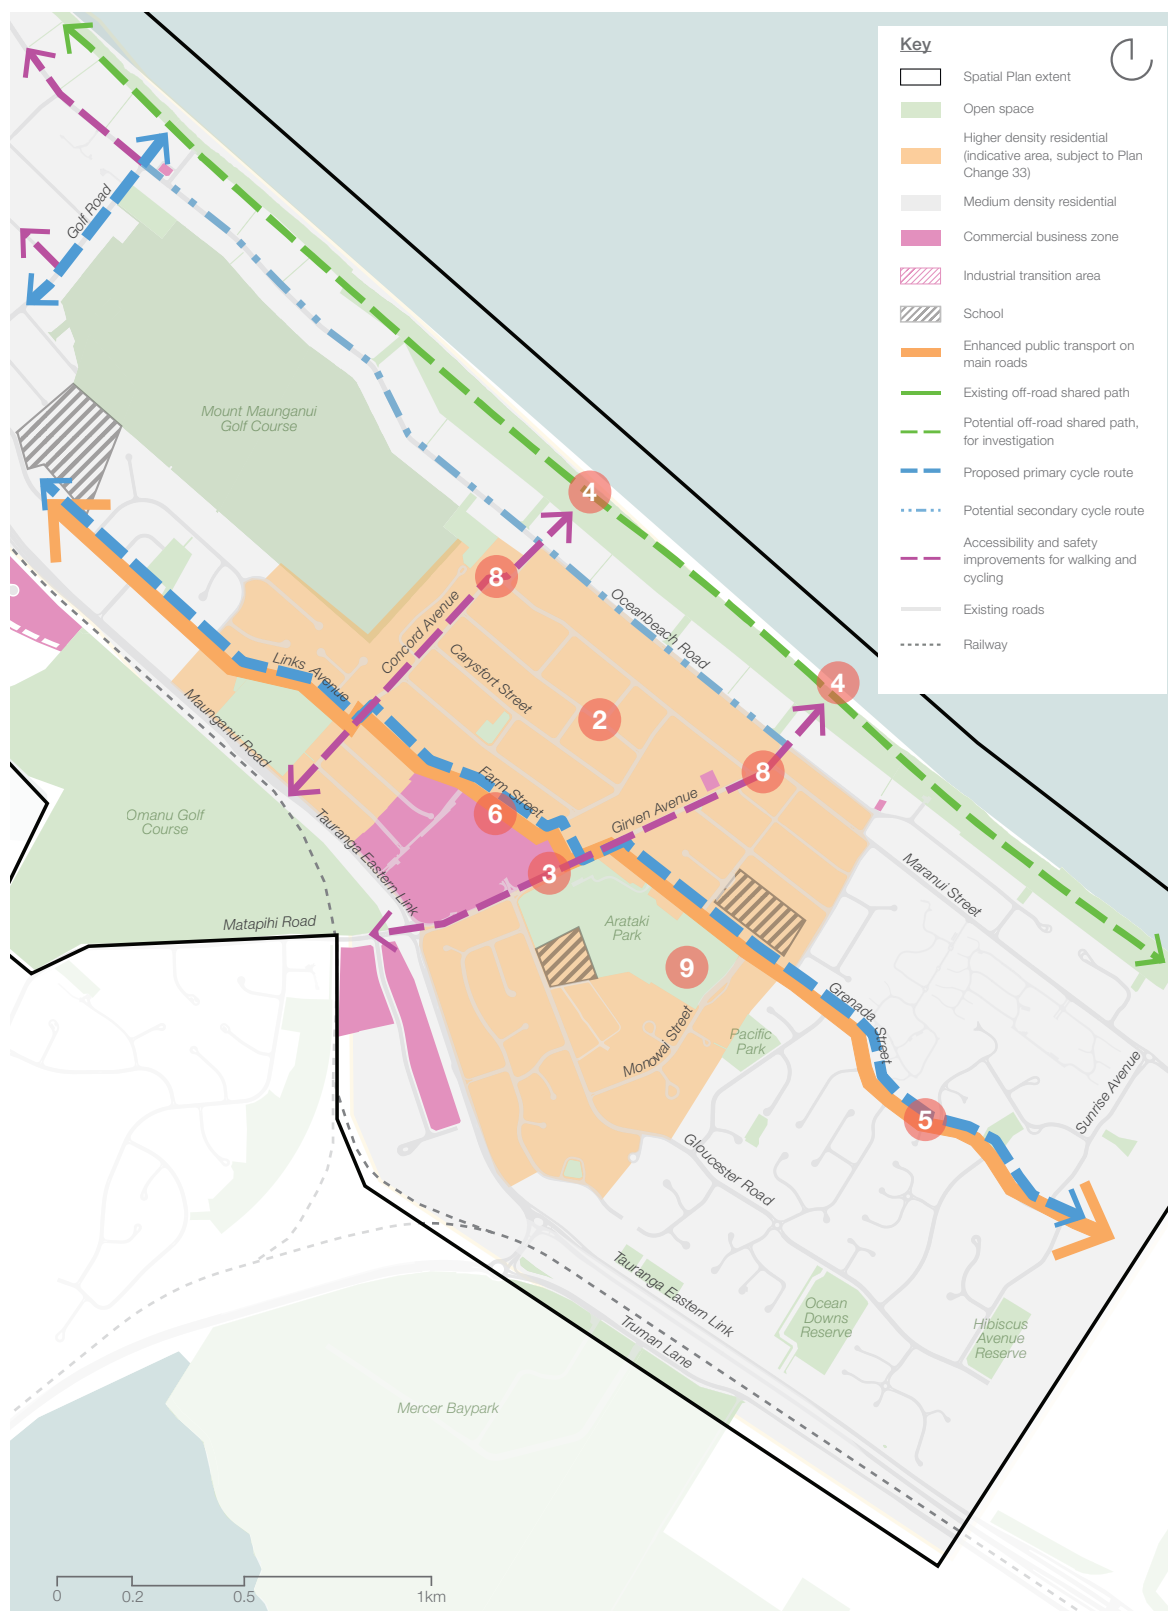 Key
Spatial Plan extent
Open space
Higher density residential
(indicative area, subject to Plan
Change 33)
Medium density residential
Commercial business zone
Industrial transition area
School
Enhanced public transport on
main roads
Existing off-road shared path
Potential off-road shared path,
for investigation
Proposed primary cycle route
Potential secondary cycle route
Accessibility and safety
improvements for walking and
cycling
Existing roads
Railway
Golf Road
Mount Maunganui
Golf Course
4
8
Concord Avenue
Oceanbeach Road
Carysfort Street
Links Avenue
2
4
Maunganui Road
8
Farm Street
Girven Avenue
6
Omanu Golf
Course
Tauranga Eastern Link
3
Maranui Street
Matapihi Road
Arataki
Park
9
Grenada
Street
Pacific
Park
Monowai Street
Sunrise Avenue
5
Gloucester Road
Tauranga Eastern Link
Ocean
Downs
Reserve
Hibiscus
Avenue
Reserve
Truman Lane
Mercer Baypark
0
0.2
0.5
1km